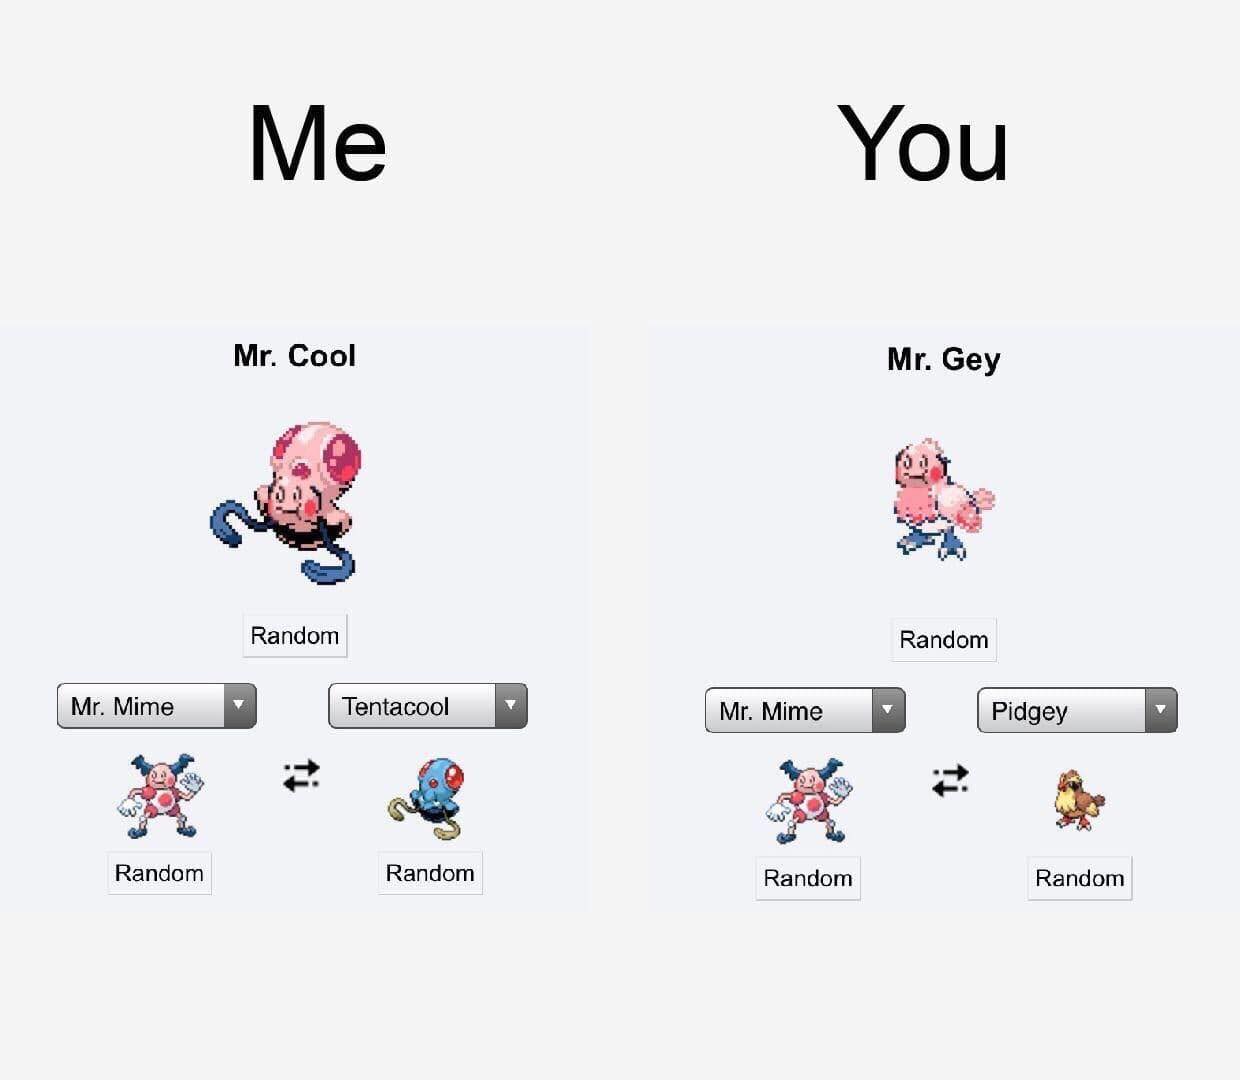 Me
You
Mr. Cool
Random
Mr. Mime
Tentacool
Random
Random
Mr. Gey
Random
Mr. Mime
Pidgey
Random
Random